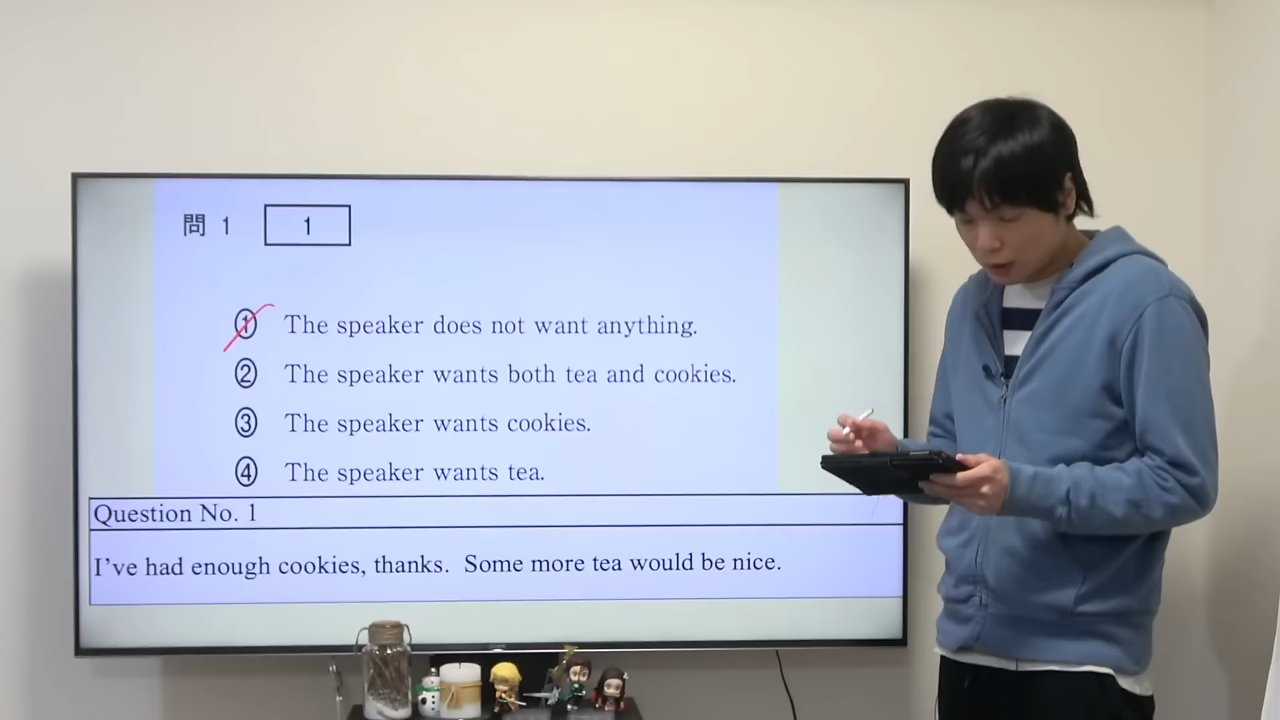 問 1 1
① The speaker does not want anything.
② The speaker wants both tea and cookies.
③ The speaker wants cookies.
④ The speaker wants tea.
Question No. 1
I've had enough cookies, thanks. Some more tea would be nice.